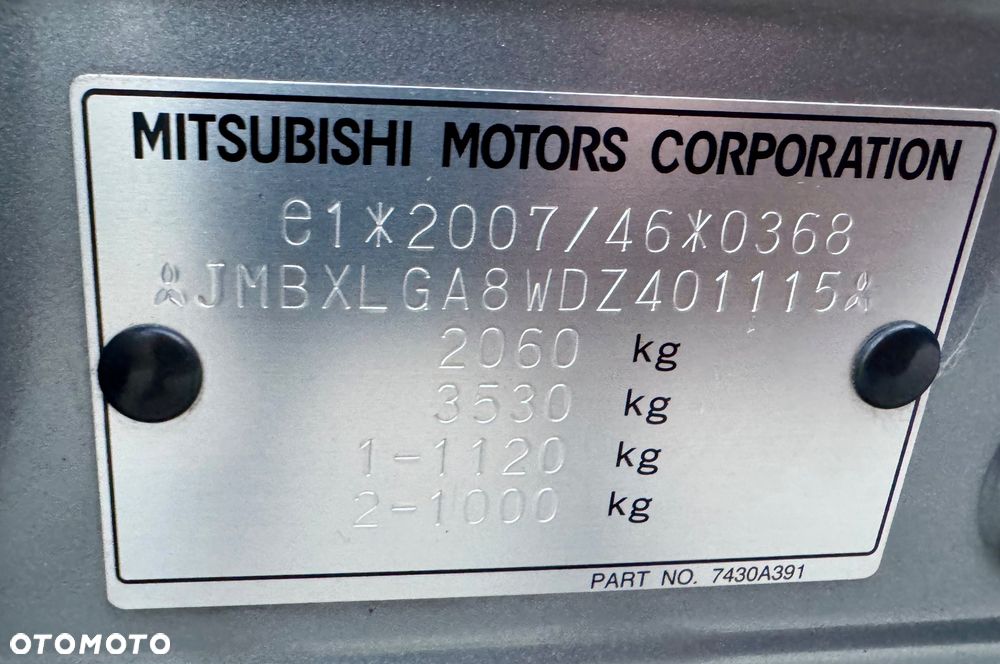 MITSUBISHI MOTORS CORPORATION
e1*2007/46*0368
JMBXLGA8WDZ401115
2060 kg
3530 kg
1-1120 kg
2-1000 kg
PART NO. 7430A391
OTOMOTO